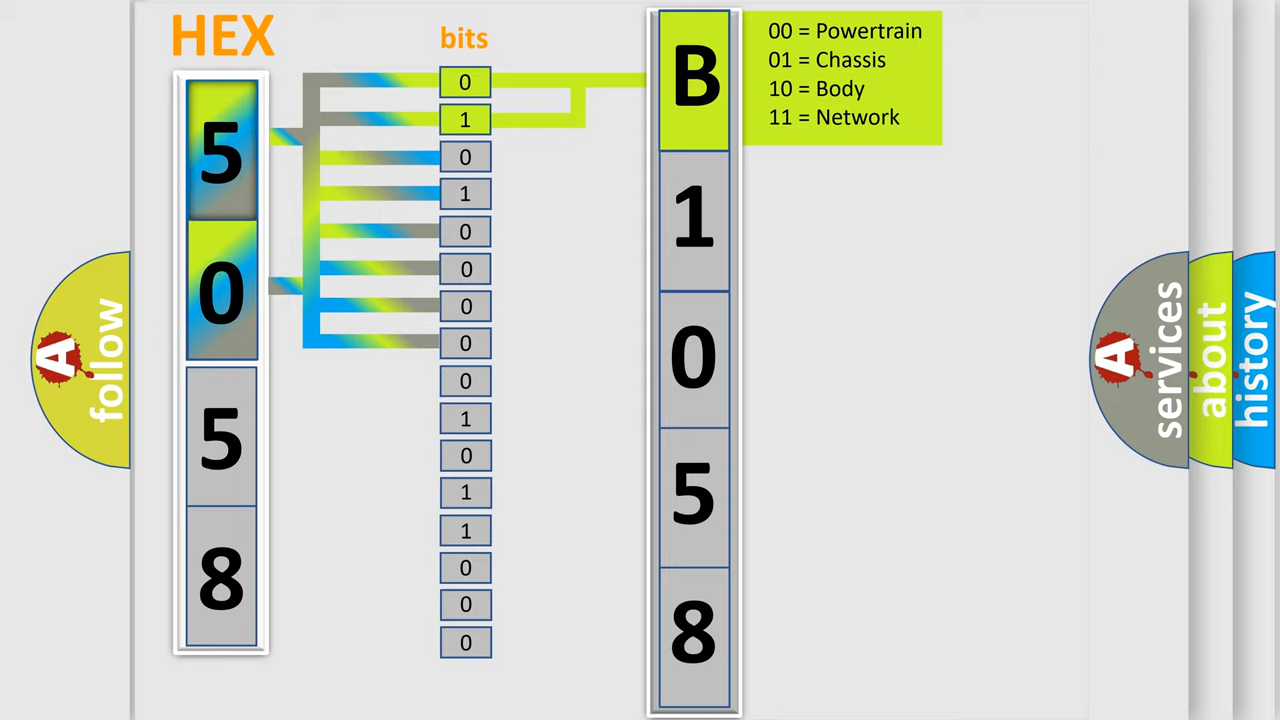 HEX
bits
5
0
5
8
0
1
0
1
0
0
0
0
0
1
0
1
1
0
0
0
B
1
0
5
8
00 = Powertrain
01 = Chassis
10 = Body
11 = Network
A
follow
A
services
about
history